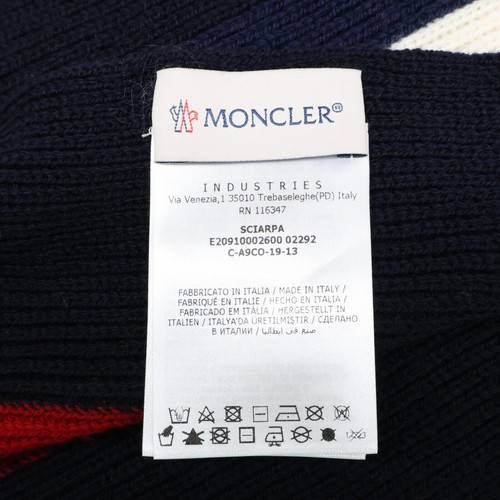 MONCLER®
INDUSTRIES
Via Venezia,1 35010 Trebaseleghe(PD) Italy
RN 116347
SCIARPA
E20910002600 02292
C-A9CO-19-13
FABBRICATO IN ITALIA / MADE IN ITALY /
FABRIQUÉ EN ITALIE / HECHO EN ITALIA /
FABRICADO EM ITÁLIA / HERGESTELLT IN
ITALIEN / ITALYA'DA ÜRETILMIŞTIR / СДЕЛАНО
В ИТАЛИИ / صنع في ايطاليا